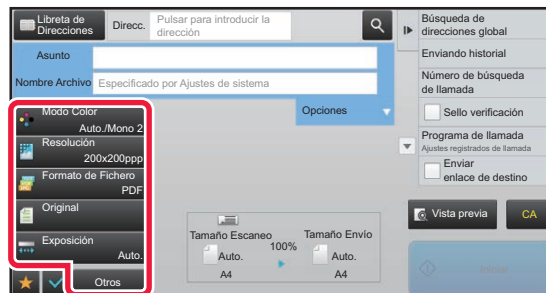 Libreta de
Direcciones
Direcc.
Pulsar para introducir la
dirección
Asunto
Nombre Archivo
Especificado por Ajustes de sistema
Opciones
Modo Color
Auto./Mono 2
Resolución
200x200ppp
Formato de Fichero
PDF
Original
Exposición
Auto.
Otros
Tamaño Escaneo
100%
Tamaño Envío
Auto.
Auto.
A4
A4
Búsqueda de
direcciones global
Enviando historial
Número de búsqueda
de llamada
Sello verificación
Programa de llamada
Ajustes registrados de llamada
Enviar
enlace de destino
Vista previa
CA
Iniciar